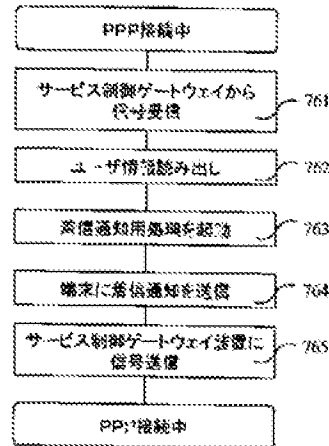 PPP接続中
サービス制御ゲートウェイから
信号受信
761
ユーザ情報読み出し
762
着信通知用処理を起動
763
端末に着信通知を送信
764
サービス制御ゲートウェイ装置に
信号送信
765
PPP接続中